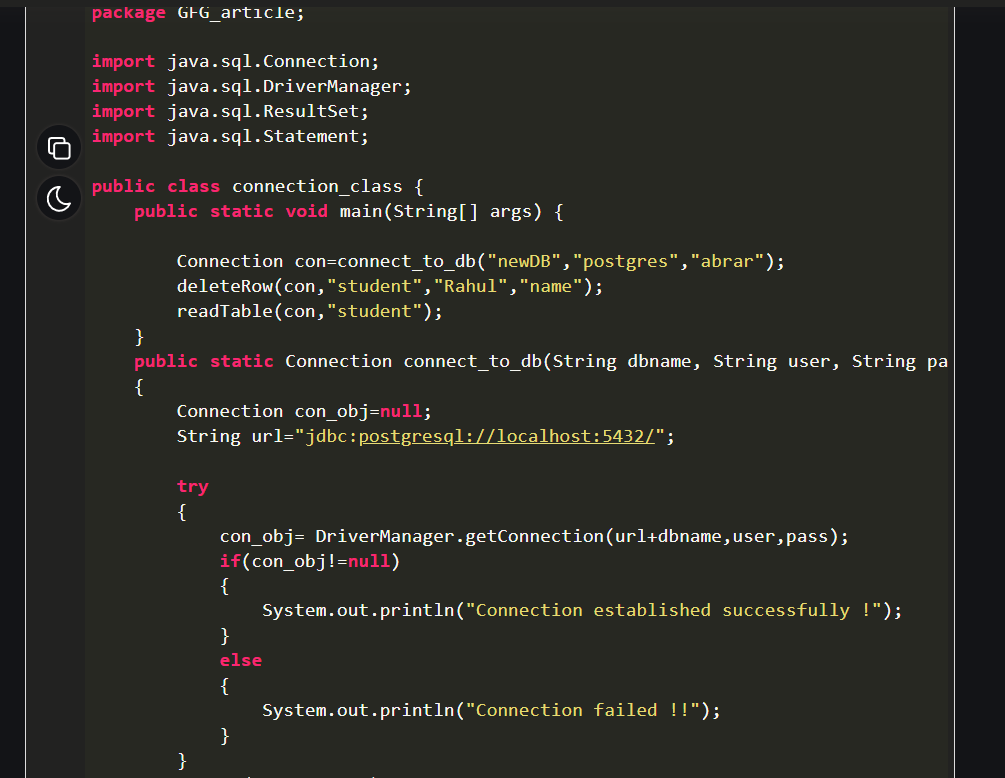 package GFG_article;
import java.sql.Connection;
import java.sql.DriverManager;
import java.sql.ResultSet;
import java.sql.Statement;
public class connection_class {
public static void main(String[] args) {
Connection con=connect_to_db("newDB","postgres","abrar");
deleteRow(con,"student","Rahul","name");
readTable(con,"student");
}
public static Connection connect_to_db(String dbname, String user, String pa
{
Connection con_obj=null;
String url="jdbc:postgresql://localhost:5432/";
try
{
con_obj= DriverManager.getConnection(url+dbname,user,pass);
if(con_obj!=null)
{
System.out.println("Connection established successfully !");
}
else
{
System.out.println("Connection failed !!");
}
}